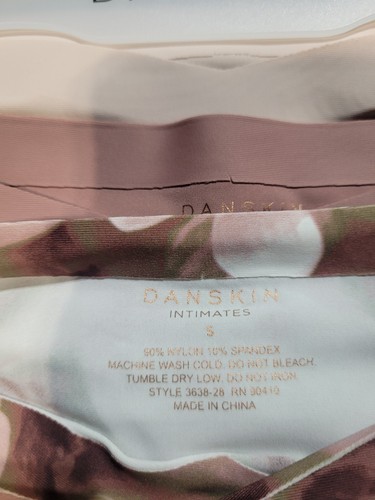 DANSKIN
DANSKIN
INTIMATES
S
90% NYLON 10% SPANDEX
MACHINE WASH COLD. DO NOT BLEACH.
TUMBLE DRY LOW. DO NOT IRON.
STYLE 3638-28 RN 30410
MADE IN CHINA